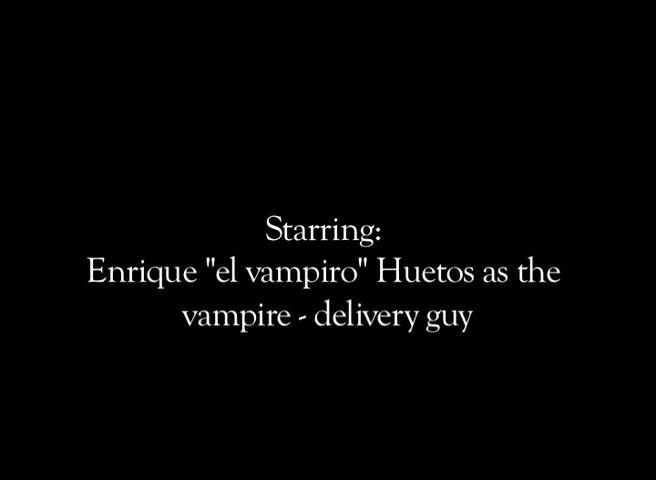 Starring:
Enrique "el vampiro" Huetos as the
vampire - delivery guy